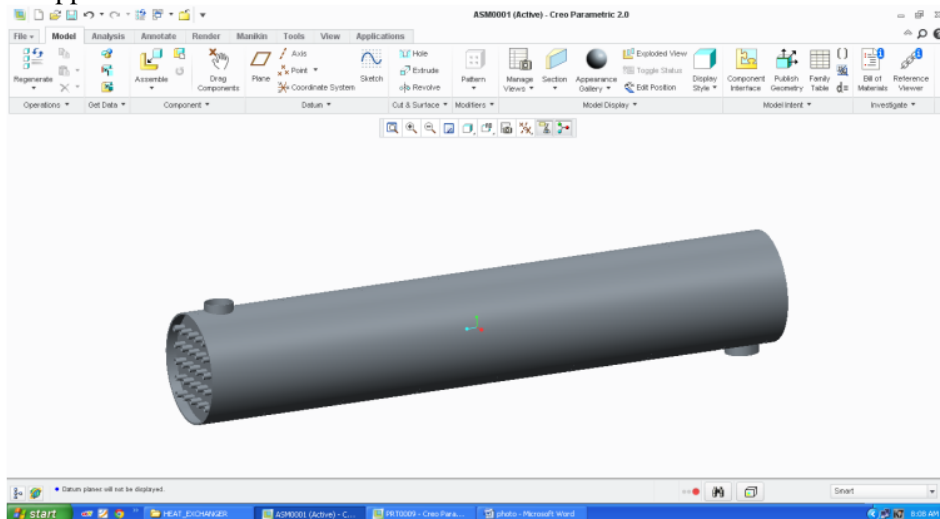 ASM0001 (Active) - Creo Parametric 2.0
File Model Analysis Annotate Render Manikin Tools View Applications
Regenerate
Assemble
Drag
Components
Plane
Axis
Point
Coordinate System
Sketch
Hole
Extrude
Revolve
Pattern
Manage
Views
Section
Appearance
Gallery
Exploded View
Toggle Status
Edit Position
Display
Style
Component
Interface
Publish
Geometry
Family
Table
d=
Bill of
Materials
Reference
Viewer
Operations Get Data Component Datum Cut & Surface Modifiers Model Display Model Intent Investigate
Datum planes will not be displayed.
Smart
start HEAT_EXCHANGER ASM0001 (Active) - C... PRT0009 - Creo Para... photo - Microsoft Word 8:08 AM